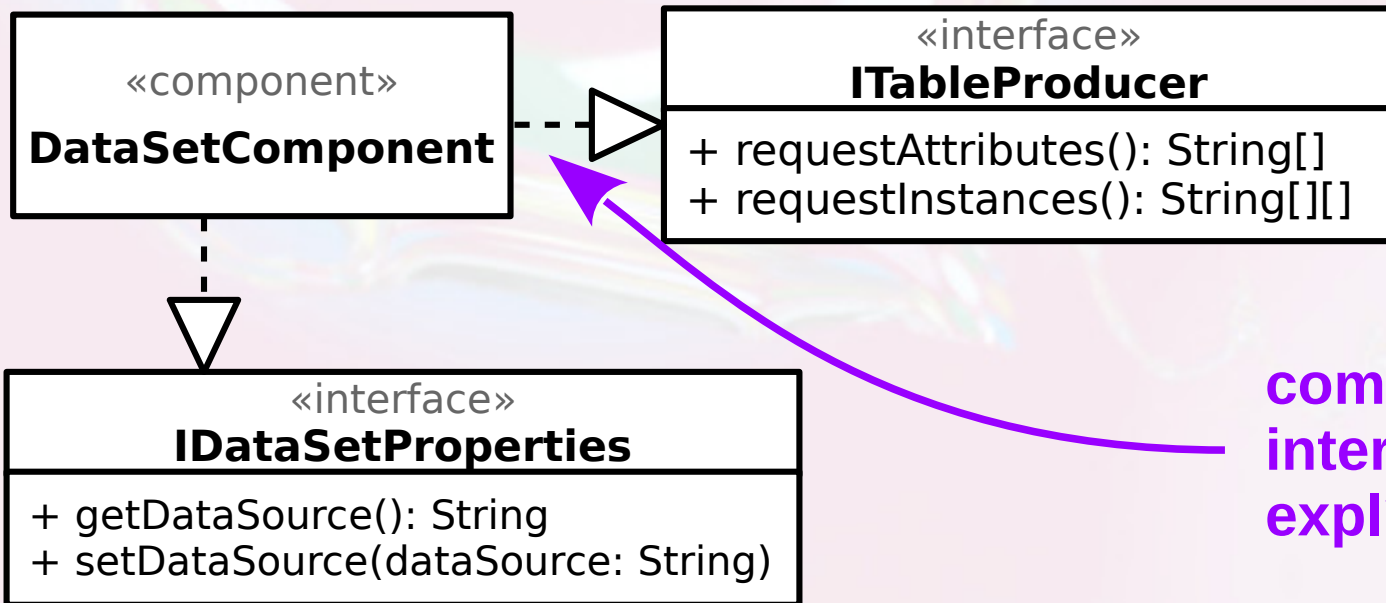 «component»
DataSetComponent
«interface»
ITableProducer
+ requestAttributes(): String[]
+ requestInstances(): String[][]
«interface»
IDataSetProperties
+ getDataSource(): String
+ setDataSource(dataSource: String)